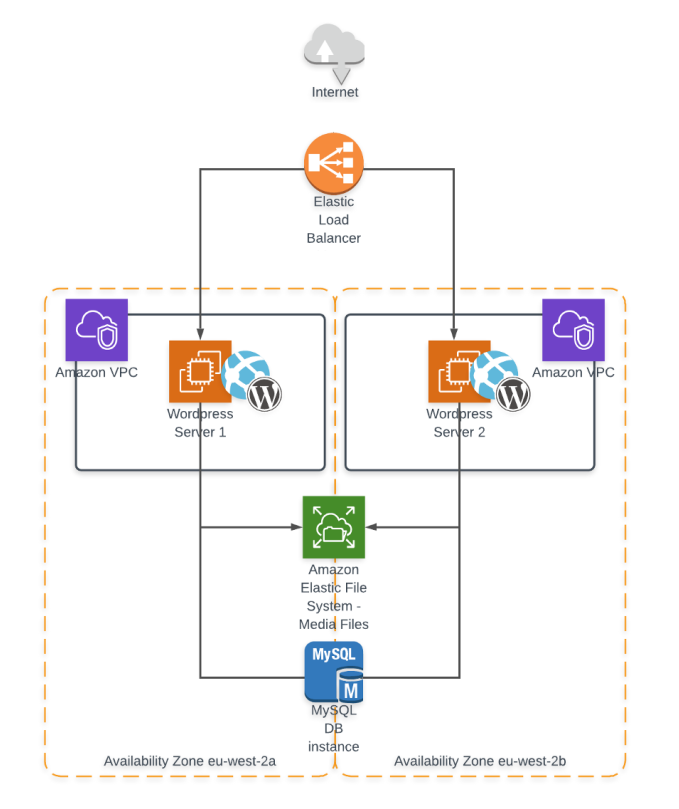 Internet
Elastic
Load
Balancer
Amazon VPC
Amazon VPC
Wordpress
Server 1
Wordpress
Server 2
W
W
Amazon
Elastic File
System -
Media Files
MySQL
M
MySQL
DB
instance
Availability Zone eu-west-2a
Availability Zone eu-west-2b